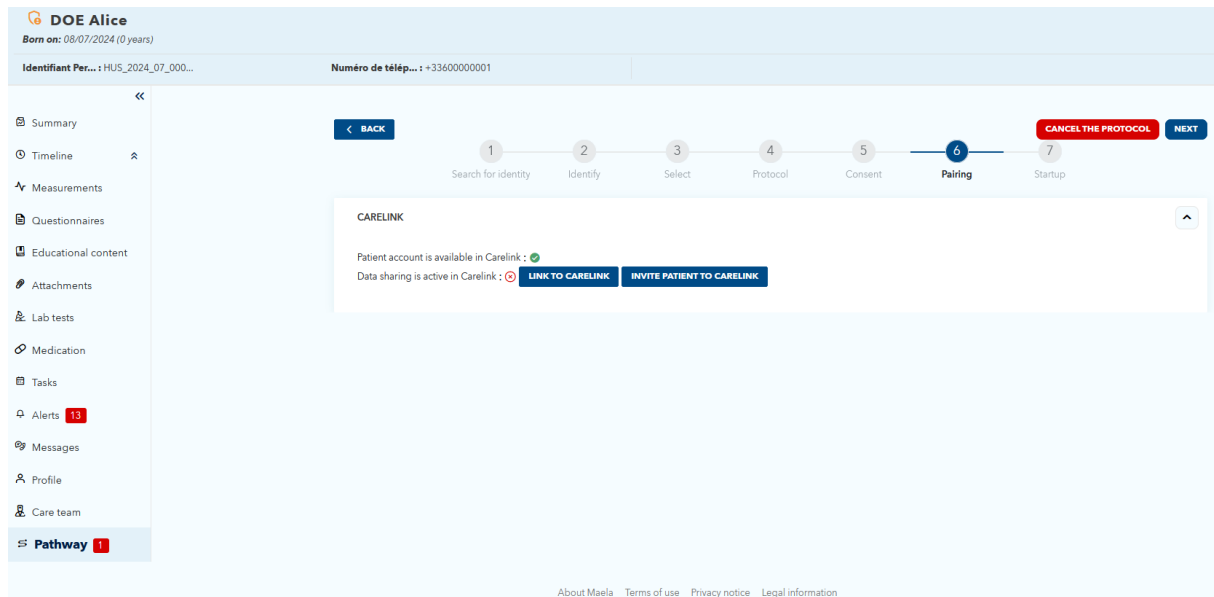 DOE Alice
Born on: 08/07/2024 (0 years)
Identifiant Per... : HUS_2024_07_000...
Numéro de télép... : +33600000001
Summary
Timeline
Measurements
Questionnaires
Educational content
Attachments
Lab tests
Medication
Tasks
Alerts 13
Messages
Profile
Care team
Pathway 1
BACK
CANCEL THE PROTOCOL
NEXT
1 2 3 4 5 6 7
Search for identity Identify Select Protocol Consent Pairing Startup
CARELINK
Patient account is available in Carelink :
Data sharing is active in Carelink : LINK TO CARELINK INVITE PATIENT TO CARELINK
About Maela Terms of use Privacy notice Legal information